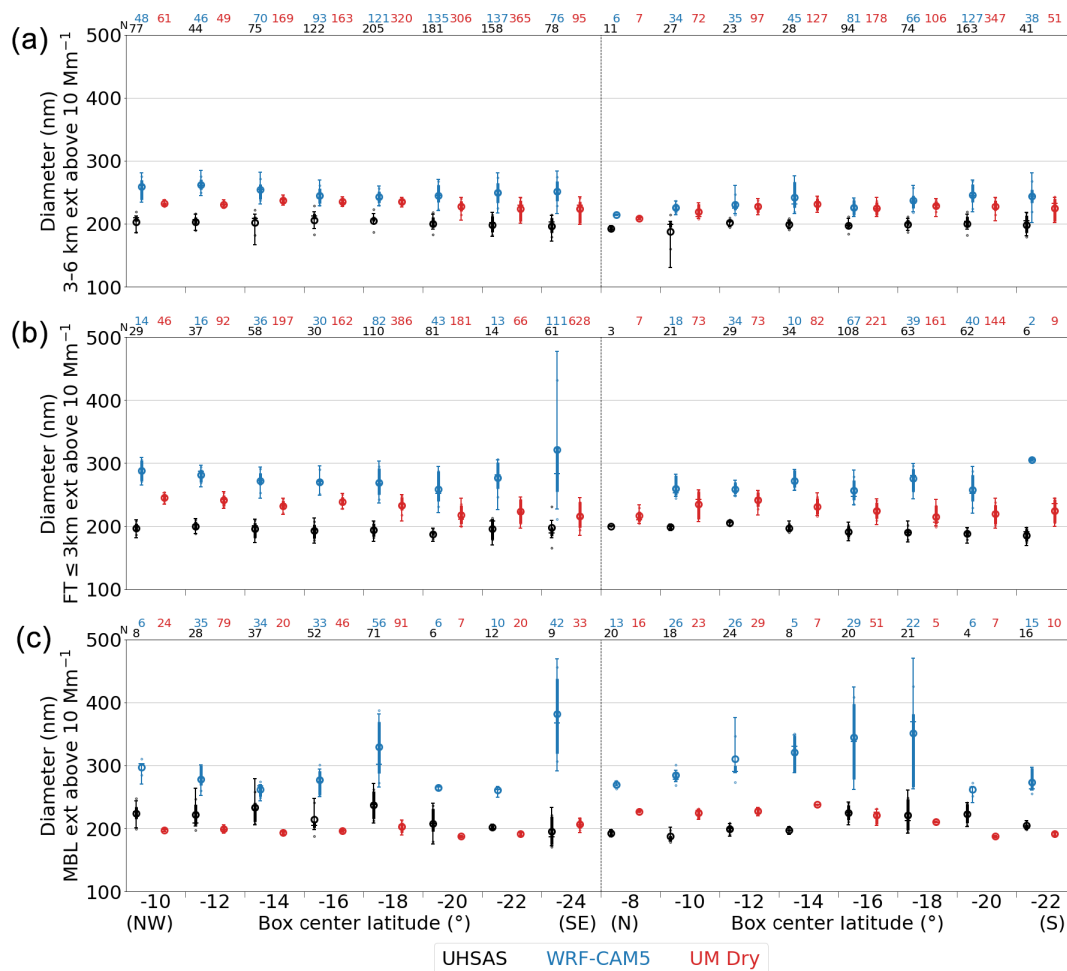 (a)
48 61 46 49 70 169 93 163 121 320 135 306 137 365 76 95 6 7 34 72 35 97 45 127 81 178 66 106 127 347 38 51
N 77 44 75 122 205 181 158 24 11 27 23 28 94 74 163 41
500
400
300
200
100
Diameter (nm)
3–6 km ext above 10 Mm−1
(b)
14 46 16 92 36 197 30 162 82 386 43 181 13 66 111 628 7 18 73 34 73 10 82 67 221 39 161 40 144 2 9
N 29 37 58 30 110 81 14 61 3 21 29 34 108 63 62 6
500
400
300
200
100
Diameter (nm)
FT ≤ 3km ext above 10 Mm−1
(c)
6 24 35 79 34 20 33 46 56 91 6 7 10 20 42 33 13 16 26 23 26 29 5 7 29 51 22 5 6 7 15 10
N 8 28 37 52 71 6 12 9 20 18 24 8 20 21 4 16
500
400
300
200
100
Diameter (nm)
MBL ext above 10 Mm−1
-10 -12 -14 -16 -18 -20 -22 -24 -8 -10 -12 -14 -16 -18 -20 -22
(NW) Box center latitude (°) (SE) (N) Box center latitude (°) (S)
UHSAS WRF-CAM5 UM Dry